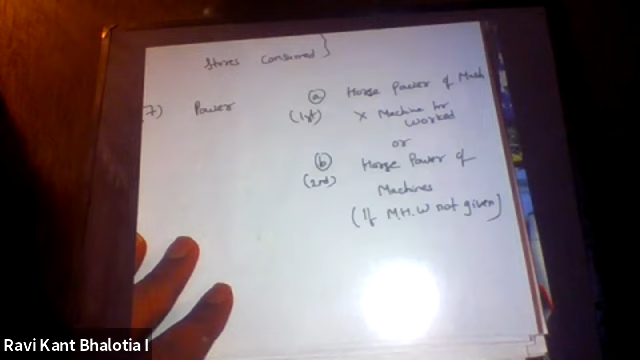 Stores Consumed}
7) Power (a) Horse Power of Mach
(1st) X Machine hr
worked
or
(b) Horse Power of
(2nd) Machines
(If M.H.W not given)
Ravi Kant Bhalotia I